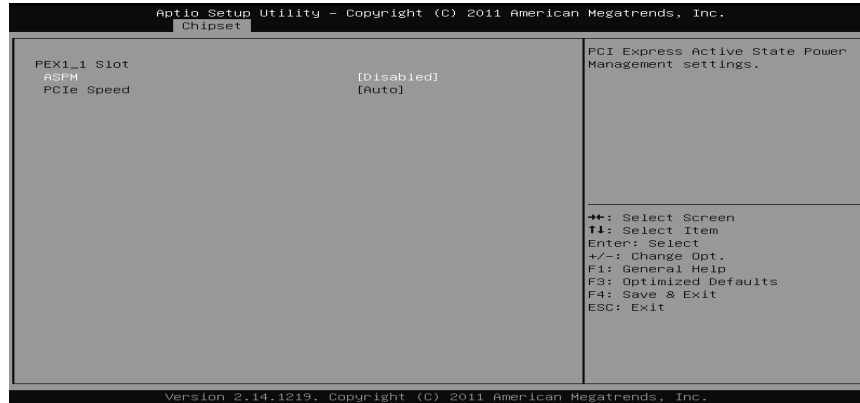 Aptio Setup Utility – Copyright (C) 2011 American Megatrends, Inc.
Chipset
PEX1_1 Slot
ASPM [Disabled]
PCIe Speed [Auto]
PCI Express Active State Power
Management settings.
→←: Select Screen
↑↓: Select Item
Enter: Select
+/-: Change Opt.
F1: General Help
F3: Optimized Defaults
F4: Save & Exit
ESC: Exit
Version 2.14.1219. Copyright (C) 2011 American Megatrends, Inc.